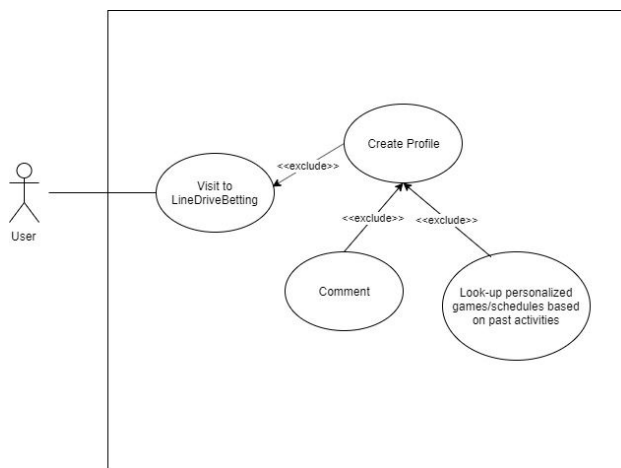 Create Profile
<<exclude>>
Visit to
LineDriveBetting
User
<<exclude>>
<<exclude>>
Comment
Look-up personalized
games/schedules based
on past activities